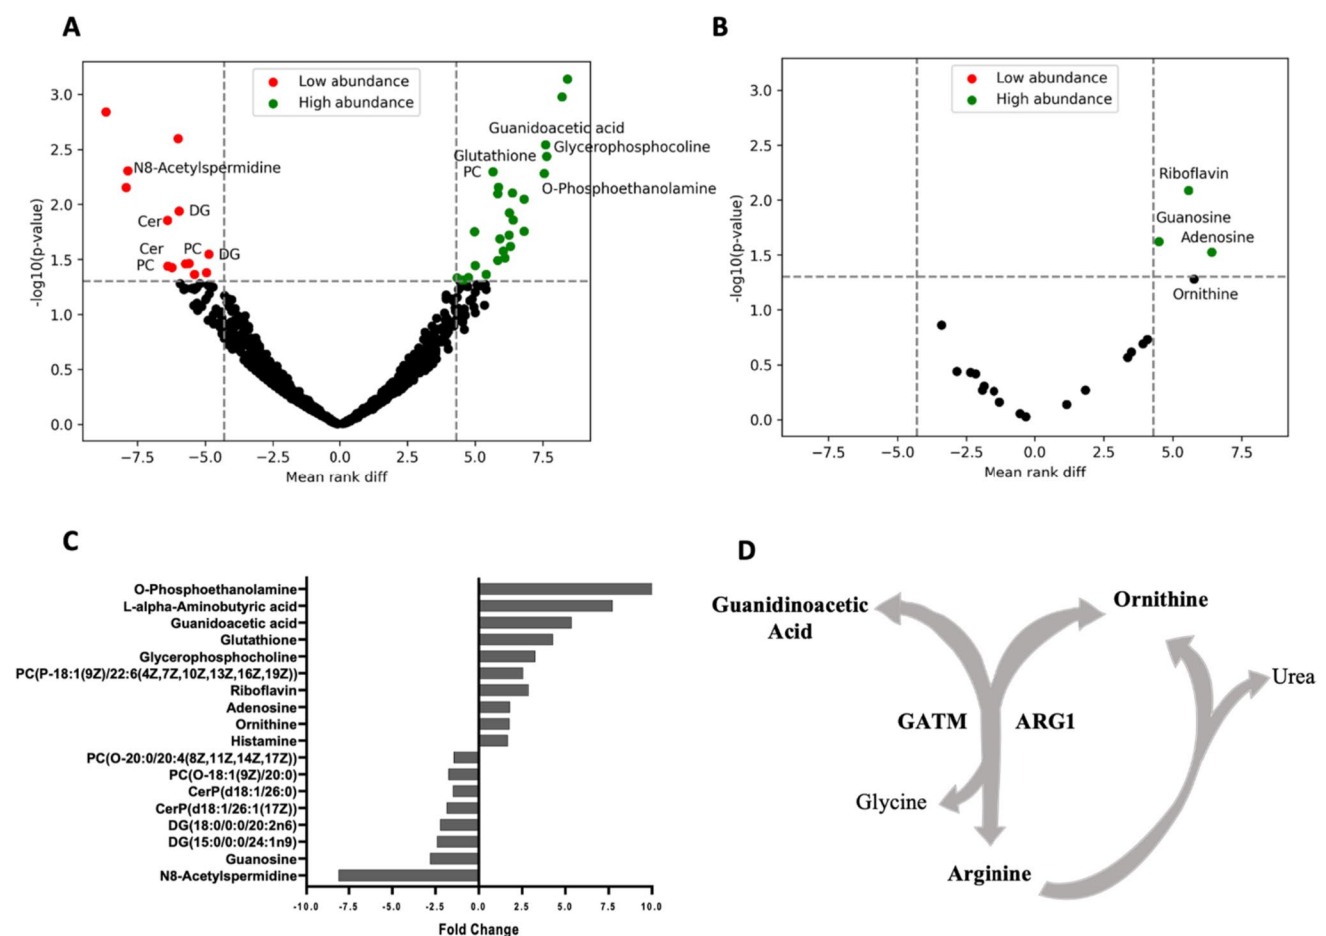 A
Low abundance
High abundance
Guanidoacetic acid
Glycerophosphocoline
Glutathione
PC
O-Phosphoethanolamine
N8-Acetylspermidine
DG
Cer
Cer
PC
DG
PC
-log10(p-value)
3.0
2.5
2.0
1.5
1.0
0.5
0.0
−7.5
−5.0
−2.5
0.0
2.5
5.0
7.5
Mean rank diff
B
Low abundance
High abundance
Riboflavin
Guanosine
Adenosine
Ornithine
-log10(p-value)
3.0
2.5
2.0
1.5
1.0
0.5
0.0
−7.5
−5.0
−2.5
0.0
2.5
5.0
7.5
Mean rank diff
C
O-Phosphoethanolamine
L-alpha-Aminobutyric acid
Guanidoacetic acid
Glutathione
Glycerophosphocholine
PC(P-18:1(9Z)/22:6(4Z,7Z,10Z,13Z,16Z,19Z))
Riboflavin
Adenosine
Ornithine
Histamine
PC(O-20:0/20:4(8Z,11Z,14Z,17Z))
PC(O-18:1(9Z)/20:0)
CerP(d18:1/26:0)
CerP(d18:1/26:1(17Z))
DG(18:0/0:0/20:2n6)
DG(15:0/0:0/24:1n9)
Guanosine
N8-Acetylspermidine
-10.0
-7.5
-5.0
-2.5
0.0
2.5
5.0
7.5
10.0
Fold Change
D
Guanidinoacetic
Acid
Ornithine
Urea
GATM
ARG1
Glycine
Arginine